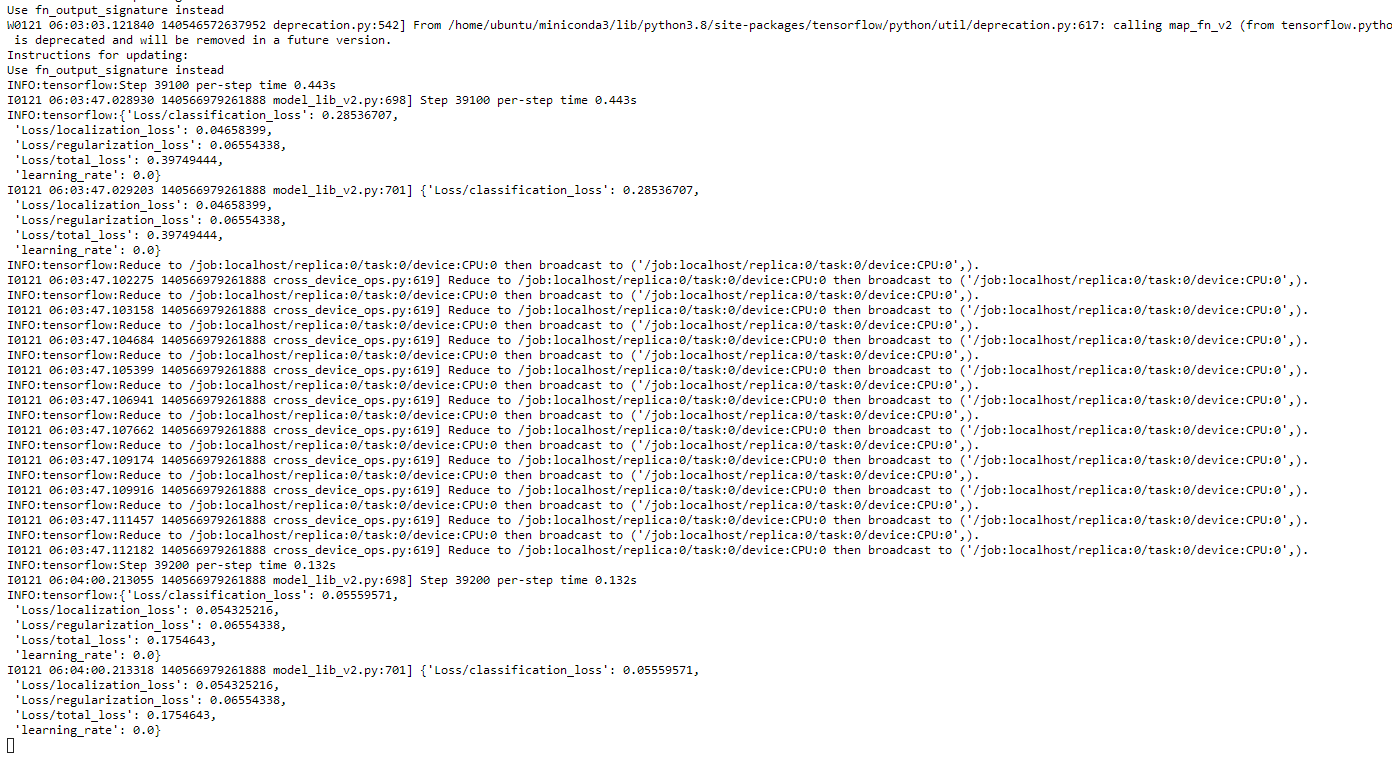 Use fn_output_signature instead
W0121 06:03:03.121840 140546572637952 deprecation.py:542] From /home/ubuntu/miniconda3/lib/python3.8/site-packages/tensorflow/python/util/deprecation.py:617: calling map_fn_v2 (from tensorflow.pytho
 is deprecated and will be removed in a future version.
Instructions for updating:
Use fn_output_signature instead
INFO:tensorflow:Step 39100 per-step time 0.443s
I0121 06:03:47.028930 140566979261888 model_lib_v2.py:698] Step 39100 per-step time 0.443s
INFO:tensorflow:{'Loss/classification_loss': 0.28536707,
 'Loss/localization_loss': 0.04658399,
 'Loss/regularization_loss': 0.06554338,
 'Loss/total_loss': 0.39749444,
 'learning_rate': 0.0}
I0121 06:03:47.029203 140566979261888 model_lib_v2.py:701] {'Loss/classification_loss': 0.28536707,
 'Loss/localization_loss': 0.04658399,
 'Loss/regularization_loss': 0.06554338,
 'Loss/total_loss': 0.39749444,
 'learning_rate': 0.0}
INFO:tensorflow:Reduce to /job:localhost/replica:0/task:0/device:CPU:0 then broadcast to ('/job:localhost/replica:0/task:0/device:CPU:0',).
I0121 06:03:47.102275 140566979261888 cross_device_ops.py:619] Reduce to /job:localhost/replica:0/task:0/device:CPU:0 then broadcast to ('/job:localhost/replica:0/task:0/device:CPU:0',).
INFO:tensorflow:Reduce to /job:localhost/replica:0/task:0/device:CPU:0 then broadcast to ('/job:localhost/replica:0/task:0/device:CPU:0',).
I0121 06:03:47.103158 140566979261888 cross_device_ops.py:619] Reduce to /job:localhost/replica:0/task:0/device:CPU:0 then broadcast to ('/job:localhost/replica:0/task:0/device:CPU:0',).
INFO:tensorflow:Reduce to /job:localhost/replica:0/task:0/device:CPU:0 then broadcast to ('/job:localhost/replica:0/task:0/device:CPU:0',).
I0121 06:03:47.104684 140566979261888 cross_device_ops.py:619] Reduce to /job:localhost/replica:0/task:0/device:CPU:0 then broadcast to ('/job:localhost/replica:0/task:0/device:CPU:0',).
INFO:tensorflow:Reduce to /job:localhost/replica:0/task:0/device:CPU:0 then broadcast to ('/job:localhost/replica:0/task:0/device:CPU:0',).
I0121 06:03:47.105399 140566979261888 cross_device_ops.py:619] Reduce to /job:localhost/replica:0/task:0/device:CPU:0 then broadcast to ('/job:localhost/replica:0/task:0/device:CPU:0',).
INFO:tensorflow:Reduce to /job:localhost/replica:0/task:0/device:CPU:0 then broadcast to ('/job:localhost/replica:0/task:0/device:CPU:0',).
I0121 06:03:47.106941 140566979261888 cross_device_ops.py:619] Reduce to /job:localhost/replica:0/task:0/device:CPU:0 then broadcast to ('/job:localhost/replica:0/task:0/device:CPU:0',).
INFO:tensorflow:Reduce to /job:localhost/replica:0/task:0/device:CPU:0 then broadcast to ('/job:localhost/replica:0/task:0/device:CPU:0',).
I0121 06:03:47.107662 140566979261888 cross_device_ops.py:619] Reduce to /job:localhost/replica:0/task:0/device:CPU:0 then broadcast to ('/job:localhost/replica:0/task:0/device:CPU:0',).
INFO:tensorflow:Reduce to /job:localhost/replica:0/task:0/device:CPU:0 then broadcast to ('/job:localhost/replica:0/task:0/device:CPU:0',).
I0121 06:03:47.109174 140566979261888 cross_device_ops.py:619] Reduce to /job:localhost/replica:0/task:0/device:CPU:0 then broadcast to ('/job:localhost/replica:0/task:0/device:CPU:0',).
INFO:tensorflow:Reduce to /job:localhost/replica:0/task:0/device:CPU:0 then broadcast to ('/job:localhost/replica:0/task:0/device:CPU:0',).
I0121 06:03:47.109916 140566979261888 cross_device_ops.py:619] Reduce to /job:localhost/replica:0/task:0/device:CPU:0 then broadcast to ('/job:localhost/replica:0/task:0/device:CPU:0',).
INFO:tensorflow:Reduce to /job:localhost/replica:0/task:0/device:CPU:0 then broadcast to ('/job:localhost/replica:0/task:0/device:CPU:0',).
I0121 06:03:47.111457 140566979261888 cross_device_ops.py:619] Reduce to /job:localhost/replica:0/task:0/device:CPU:0 then broadcast to ('/job:localhost/replica:0/task:0/device:CPU:0',).
INFO:tensorflow:Reduce to /job:localhost/replica:0/task:0/device:CPU:0 then broadcast to ('/job:localhost/replica:0/task:0/device:CPU:0',).
I0121 06:03:47.112182 140566979261888 cross_device_ops.py:619] Reduce to /job:localhost/replica:0/task:0/device:CPU:0 then broadcast to ('/job:localhost/replica:0/task:0/device:CPU:0',).
INFO:tensorflow:Step 39200 per-step time 0.132s
I0121 06:04:00.213055 140566979261888 model_lib_v2.py:698] Step 39200 per-step time 0.132s
INFO:tensorflow:{'Loss/classification_loss': 0.05559571,
 'Loss/localization_loss': 0.054325216,
 'Loss/regularization_loss': 0.06554338,
 'Loss/total_loss': 0.1754643,
 'learning_rate': 0.0}
I0121 06:04:00.213318 140566979261888 model_lib_v2.py:701] {'Loss/classification_loss': 0.05559571,
 'Loss/localization_loss': 0.054325216,
 'Loss/regularization_loss': 0.06554338,
 'Loss/total_loss': 0.1754643,
 'learning_rate': 0.0}